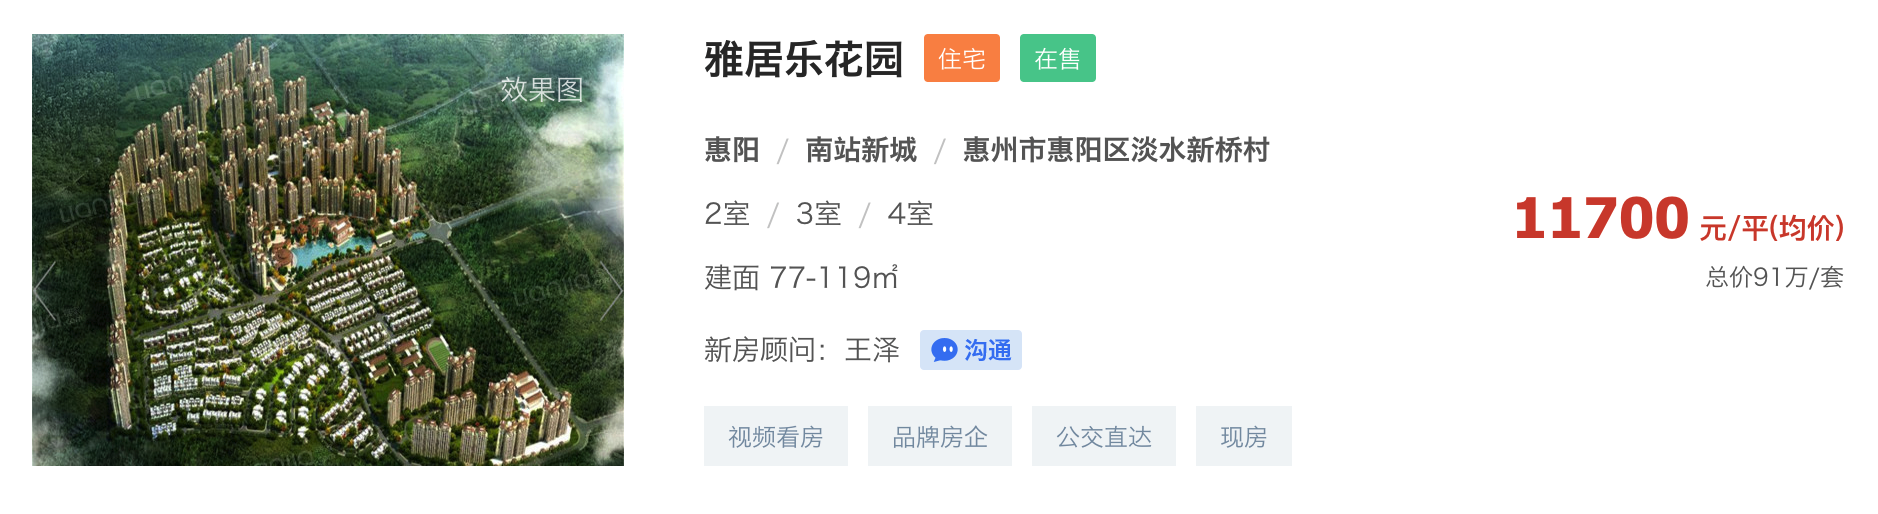 效果图
雅居乐花园 住宅 在售
惠阳 / 南站新城 / 惠州市惠阳区淡水新桥村
2室 / 3室 / 4室
建面 77-119㎡
新房顾问：王泽 沟通
视频看房 品牌房企 公交直达 现房
11700 元/平(均价)
总价91万/套
lianjia